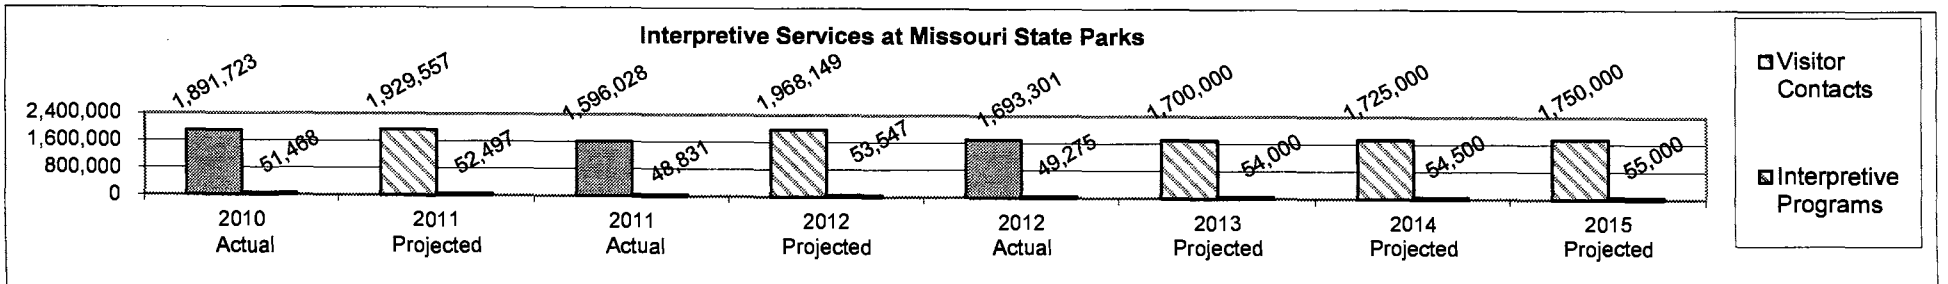 Interpretive Services at Missouri State Parks
1,891,723
1,929,557
1,596,028
1,968,149
1,693,301
1,700,000
1,725,000
1,750,000
2,400,000
1,600,000
800,000
0
51,468
52,497
48,831
53,547
49,275
54,000
54,500
55,000
2010
Actual
2011
Projected
2011
Actual
2012
Projected
2012
Actual
2013
Projected
2014
Projected
2015
Projected
Visitor
Contacts
Interpretive
Programs